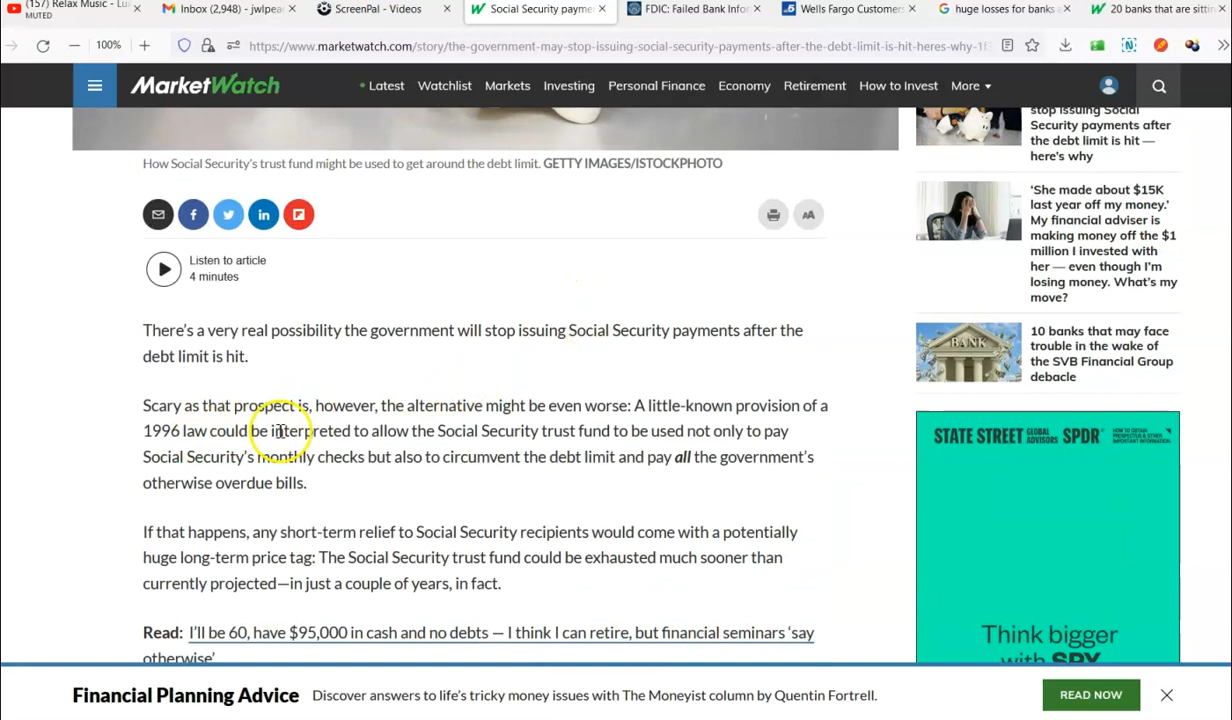 (157) Relax Music - Lu
MUTED
Inbox (2,948) - jwlpea
ScreenPal - Videos
Social Security payme
FDIC: Failed Bank Infor
Wells Fargo Customers
huge losses for banks
20 banks that are sittin
100%
https://www.marketwatch.com/story/the-government-may-stop-issuing-social-security-payments-after-the-debt-limit-is-hit-heres-why-
MarketWatch
Latest Watchlist Markets Investing Personal Finance Economy Retirement How to Invest More
How Social Security's trust fund might be used to get around the debt limit. GETTY IMAGES/ISTOCKPHOTO
Listen to article
4 minutes
There's a very real possibility the government will stop issuing Social Security payments after the
debt limit is hit.
Scary as that prospect is, however, the alternative might be even worse: A little-known provision of a
1996 law could be interpreted to allow the Social Security trust fund to be used not only to pay
Social Security's monthly checks but also to circumvent the debt limit and pay all the government's
otherwise overdue bills.
If that happens, any short-term relief to Social Security recipients would come with a potentially
huge long-term price tag: The Social Security trust fund could be exhausted much sooner than
currently projected—in just a couple of years, in fact.
Read: I'll be 60, have $95,000 in cash and no debts — I think I can retire, but financial seminars 'say
otherwise'
stop issuing Social
Security payments after
the debt limit is hit —
here's why
'She made about $15K
last year off my money.'
My financial adviser is
making money off the $1
million I invested with
her — even though I'm
losing money. What's my
move?
BANK
10 banks that may face
trouble in the wake of
the SVB Financial Group
debacle
STATE STREET GLOBAL ADVISORS SPDR
Think bigger
with SPY
Financial Planning Advice
Discover answers to life's tricky money issues with The Moneyist column by Quentin Fortrell.
READ NOW